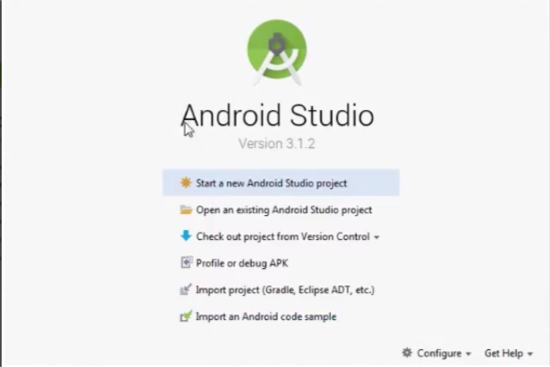 Android Studio
Version 3.1.2
Start a new Android Studio project
Open an existing Android Studio project
Check out project from Version Control
Profile or debug APK
Import project (Gradle, Eclipse ADT, etc.)
Import an Android code sample
Configure Get Help